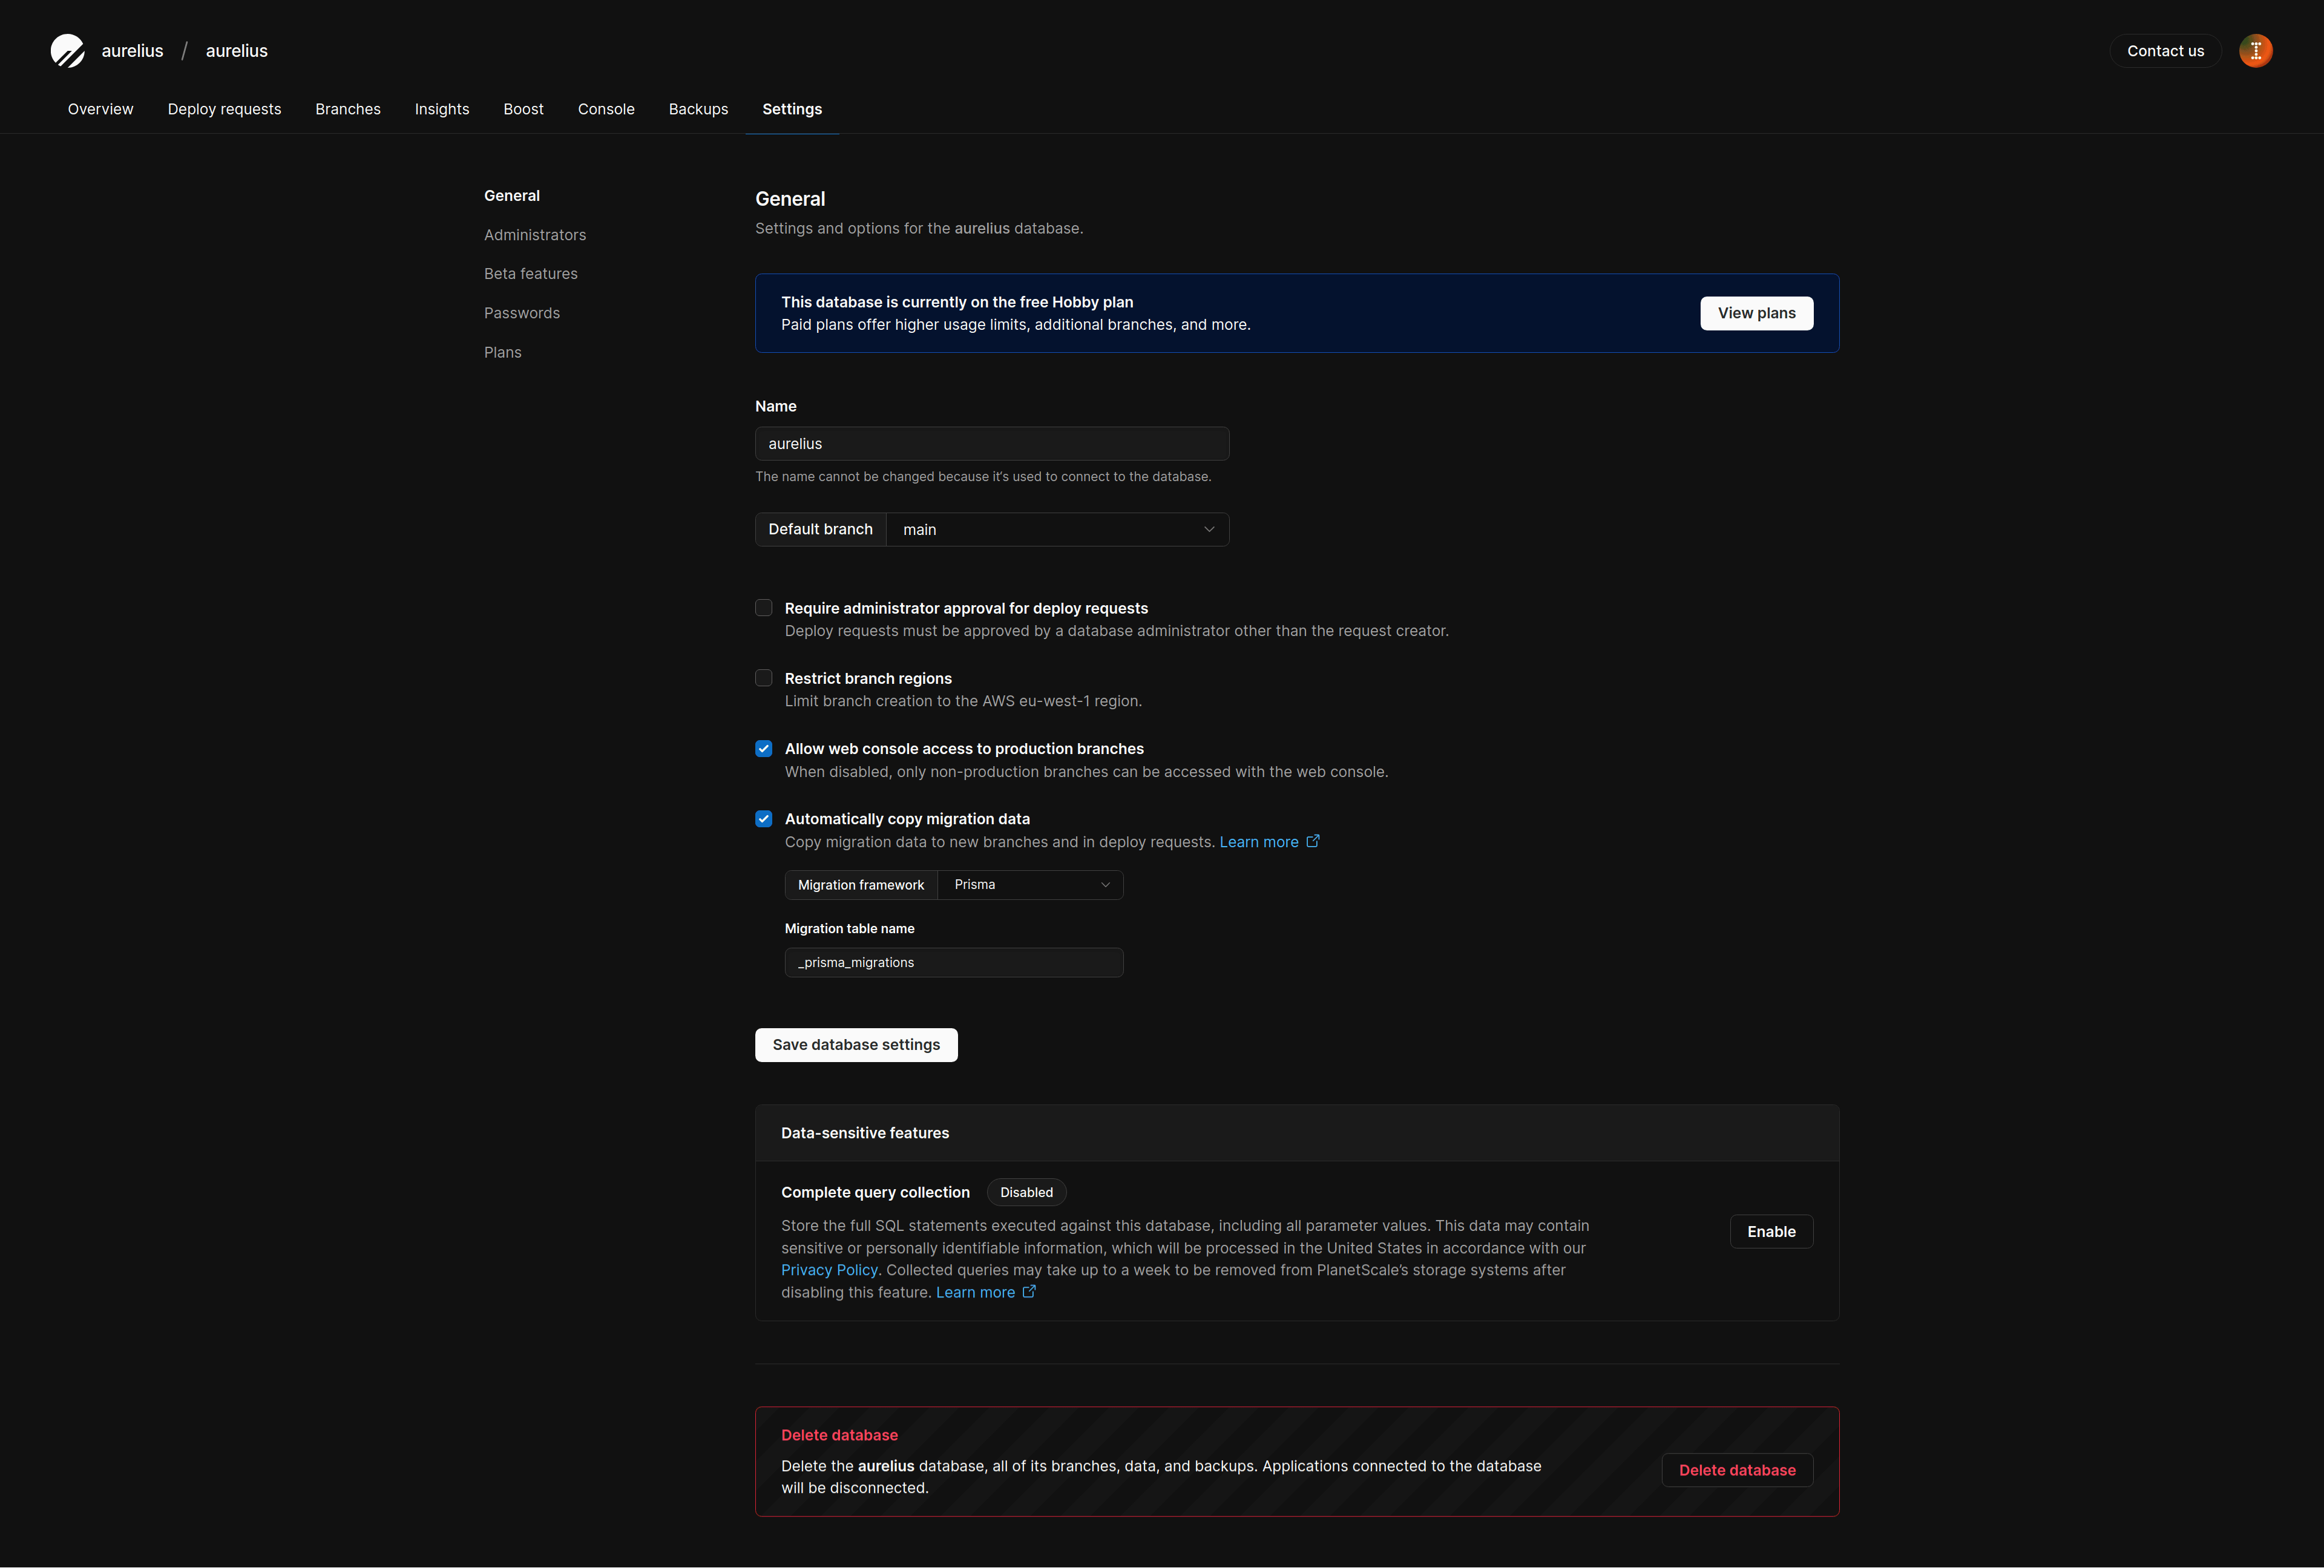 aurelius / aurelius
Contact us
Overview Deploy requests Branches Insights Boost Console Backups Settings
General
Administrators
Beta features
Passwords
Plans
General
Settings and options for the aurelius database.
This database is currently on the free Hobby plan
Paid plans offer higher usage limits, additional branches, and more.
View plans
Name
aurelius
The name cannot be changed because it's used to connect to the database.
Default branch main
Require administrator approval for deploy requests
Deploy requests must be approved by a database administrator other than the request creator.
Restrict branch regions
Limit branch creation to the AWS eu-west-1 region.
Allow web console access to production branches
When disabled, only non-production branches can be accessed with the web console.
Automatically copy migration data
Copy migration data to new branches and in deploy requests. Learn more
Migration framework Prisma
Migration table name
_prisma_migrations
Save database settings
Data-sensitive features
Complete query collection Disabled
Store the full SQL statements executed against this database, including all parameter values. This data may contain
sensitive or personally identifiable information, which will be processed in the United States in accordance with our
Privacy Policy. Collected queries may take up to a week to be removed from PlanetScale's storage systems after
disabling this feature. Learn more
Enable
Delete database
Delete the aurelius database, all of its branches, data, and backups. Applications connected to the database
will be disconnected.
Delete database